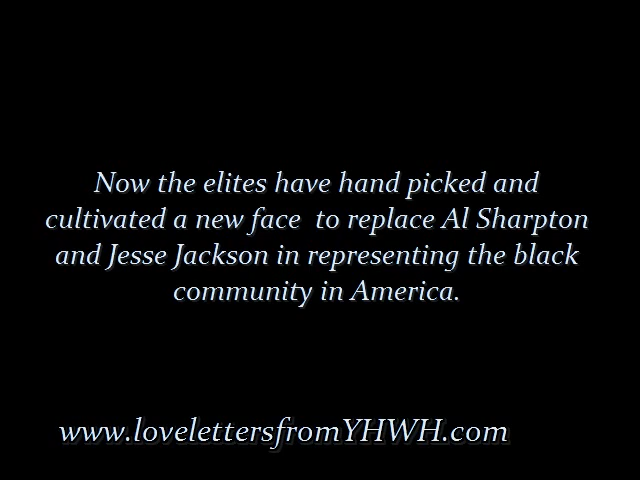 Now the elites have hand picked and
cultivated a new face  to replace Al Sharpton
and Jesse Jackson in representing the black
community in America.
www.lovelettersfromYHWH.com